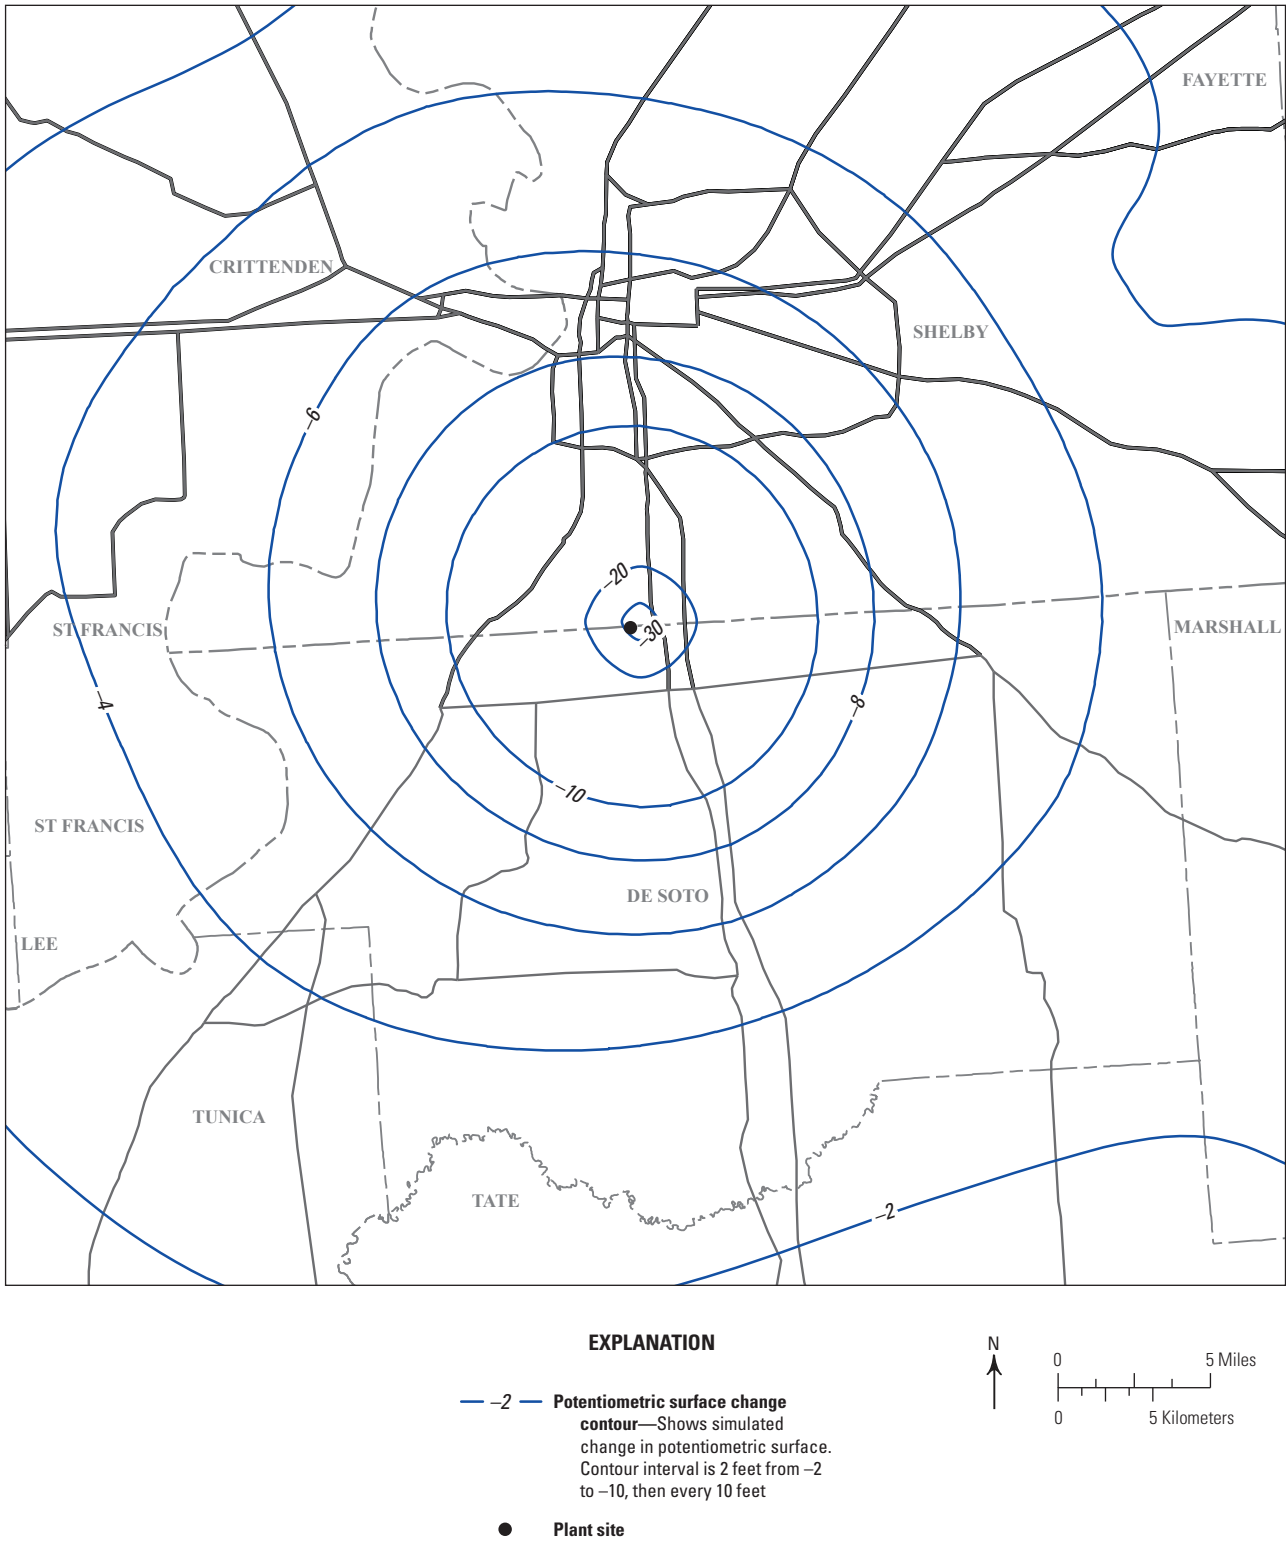 FAYETTE
CRITTENDEN
SHELBY
–6
–20
ST FRANCIS
–30
MARSHALL
–4
–8
–10
ST FRANCIS
DE SOTO
LEE
TUNICA
TATE
–2
EXPLANATION
–2
Potentiometric surface change
contour—Shows simulated
change in potentiometric surface.
Contour interval is 2 feet from –2
to –10, then every 10 feet
Plant site
N
0 5 Miles
0 5 Kilometers